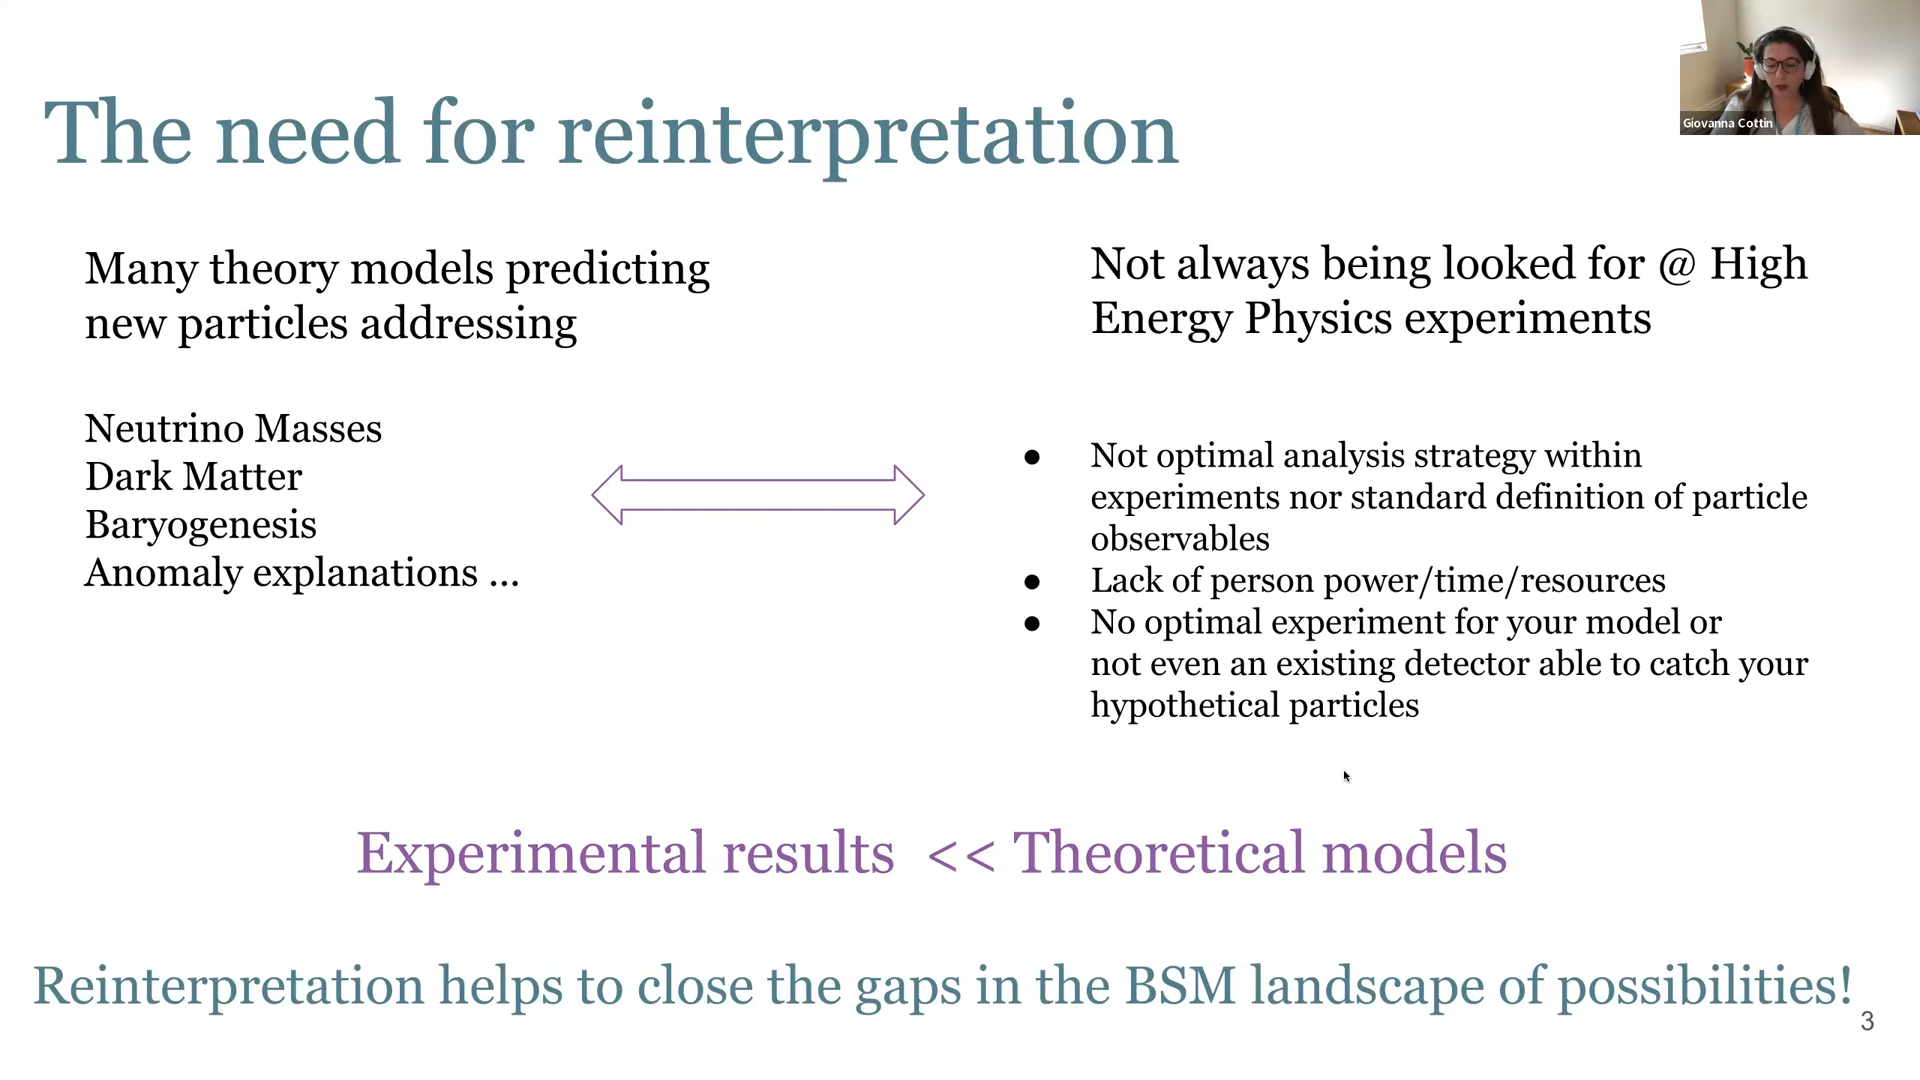 The need for reinterpretation
Giovanna Cottin
Many theory models predicting
new particles addressing
Neutrino Masses
Dark Matter
Baryogenesis
Anomaly explanations ...
Not always being looked for @ High
Energy Physics experiments
● Not optimal analysis strategy within
experiments nor standard definition of particle
observables
● Lack of person power/time/resources
● No optimal experiment for your model or
not even an existing detector able to catch your
hypothetical particles
Experimental results << Theoretical models
Reinterpretation helps to close the gaps in the BSM landscape of possibilities!
3